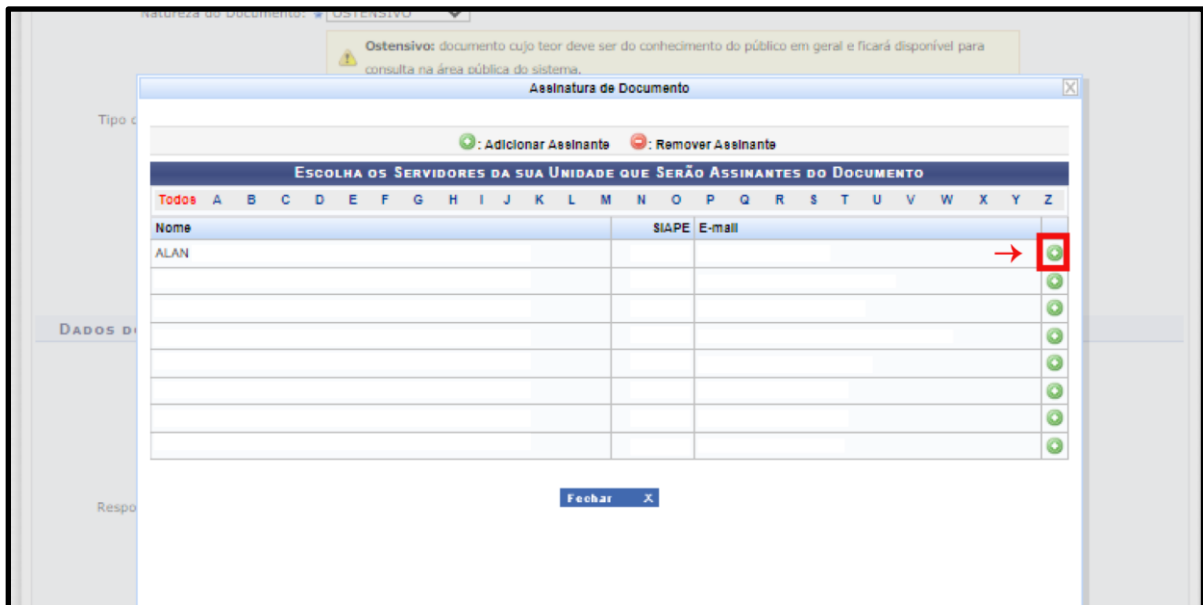 Natureza do Documento: OSTENSIVO
Ostensivo: documento cujo teor deve ser do conhecimento do público em geral e ficará disponível para
consulta na área pública do sistema.
Assinatura de Documento X
Tipo d
: Adicionar Assinante : Remover Assinante
ESCOLHA OS SERVIDORES DA SUA UNIDADE QUE SERÃO ASSINANTES DO DOCUMENTO
Todos A B C D E F G H I J K L M N O P Q R S T U V W X Y Z
Nome SIAPE E-mail
ALAN
DADOS D
Fechar X
Respo